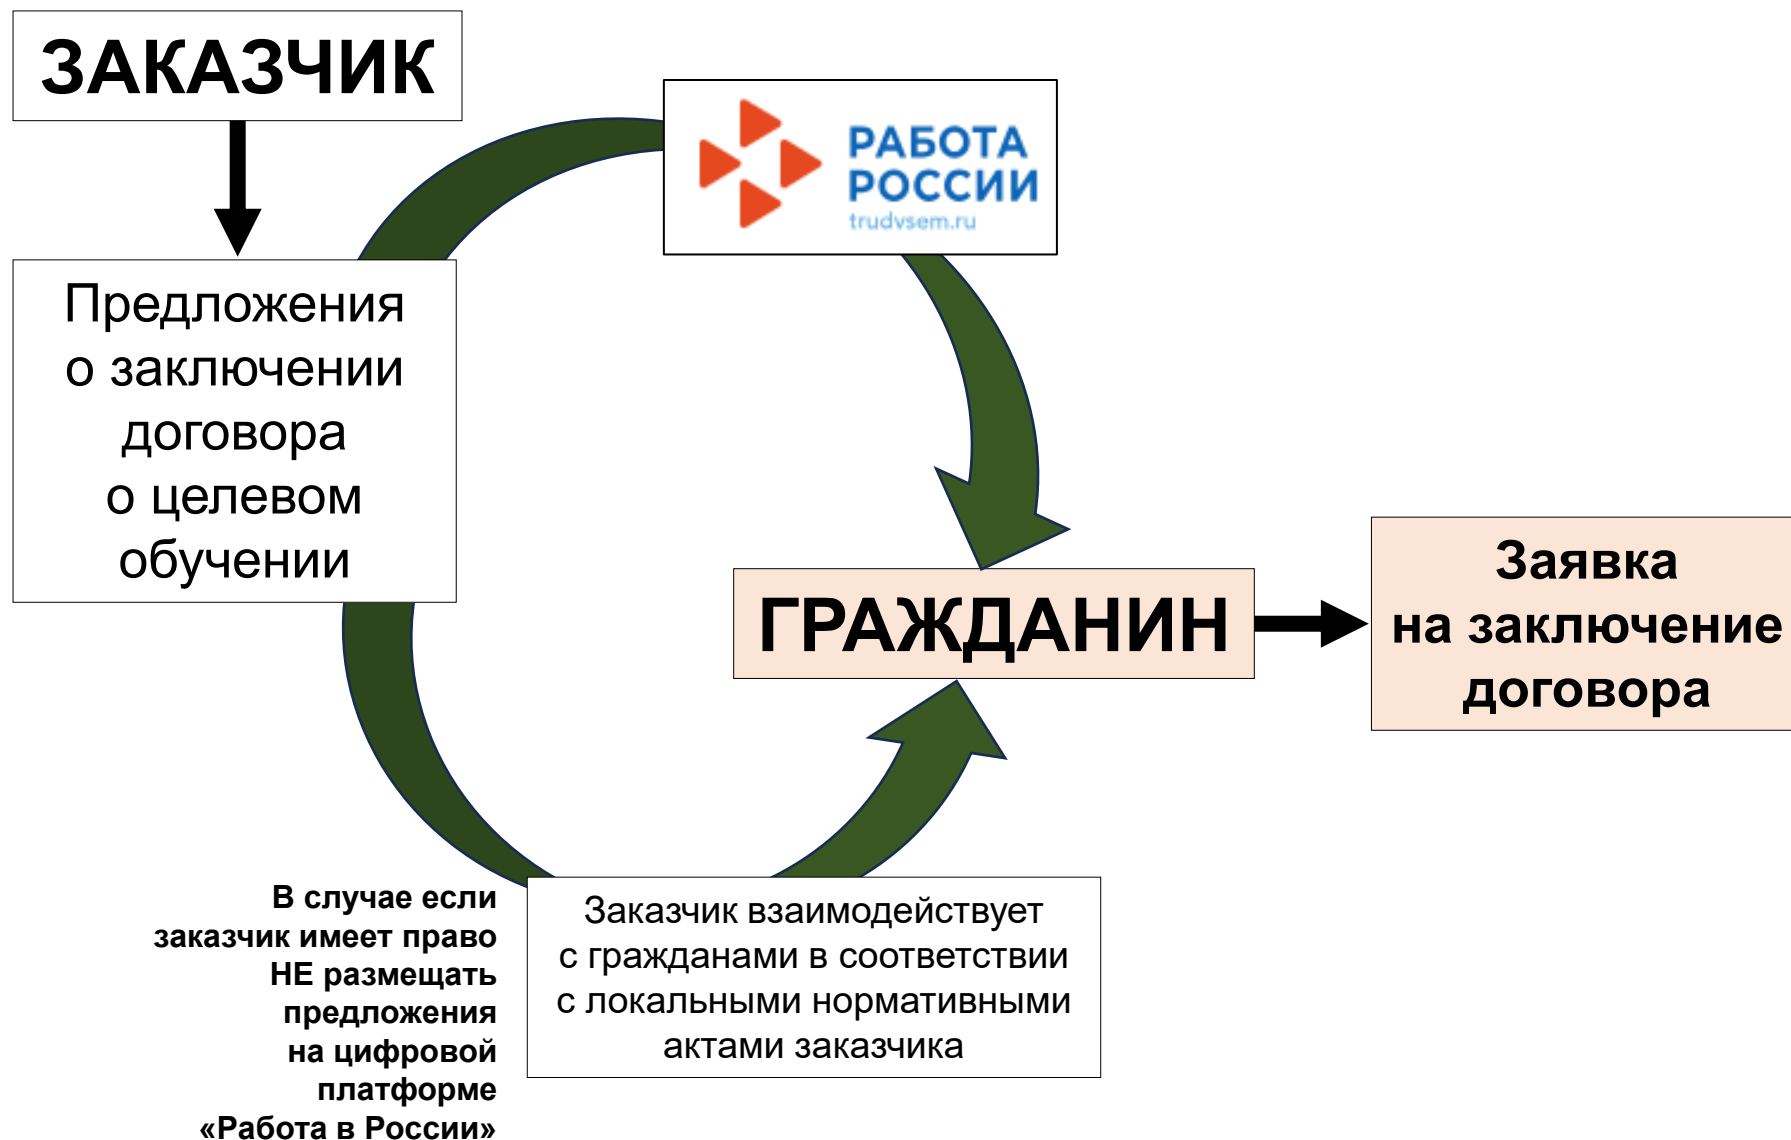 ЗАКАЗЧИК
РАБОТА
РОССИИ
trudvsem.ru
Предложения
о заключении
договора
о целевом
обучении
ГРАЖДАНИН
Заявка
на заключение
договора
В случае если
заказчик имеет право
НЕ размещать
предложения
на цифровой
платформе
«Работа в России»
Заказчик взаимодействует
с гражданами в соответствии
с локальными нормативными
актами заказчика